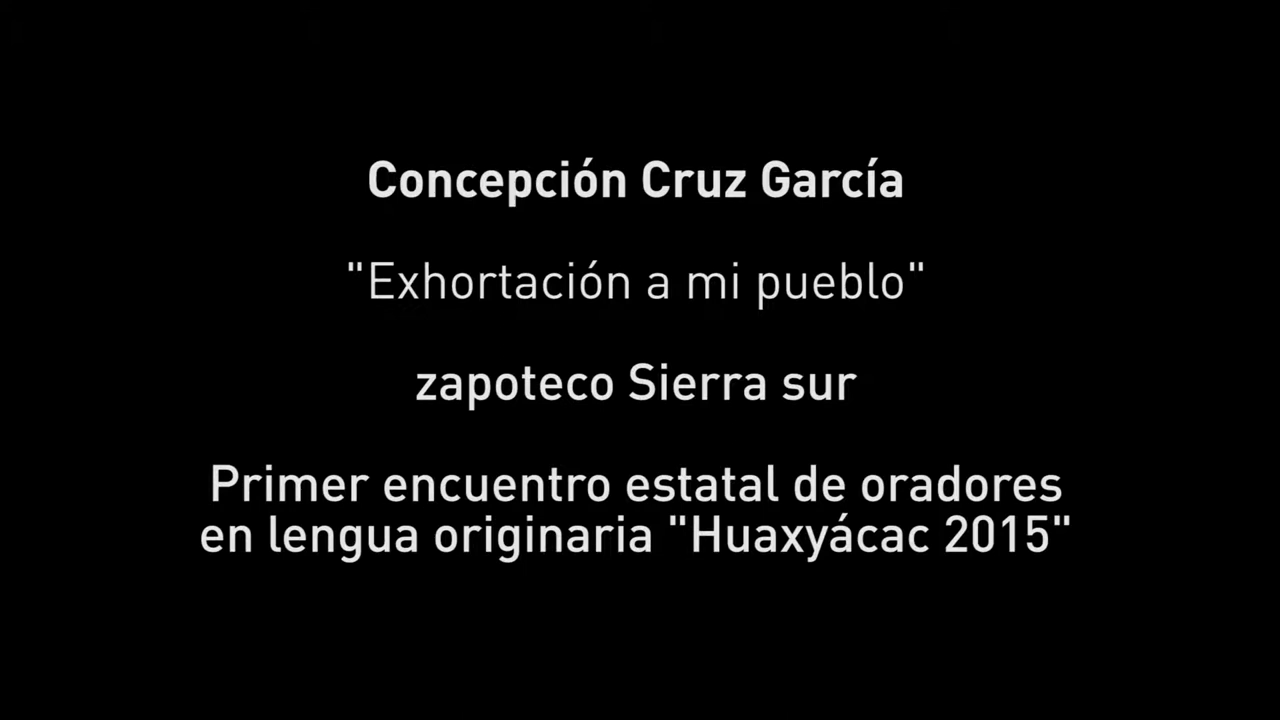 Concepción Cruz García
"Exhortación a mi pueblo"
zapoteco Sierra sur
Primer encuentro estatal de oradores
en lengua originaria "Huaxyácac 2015"